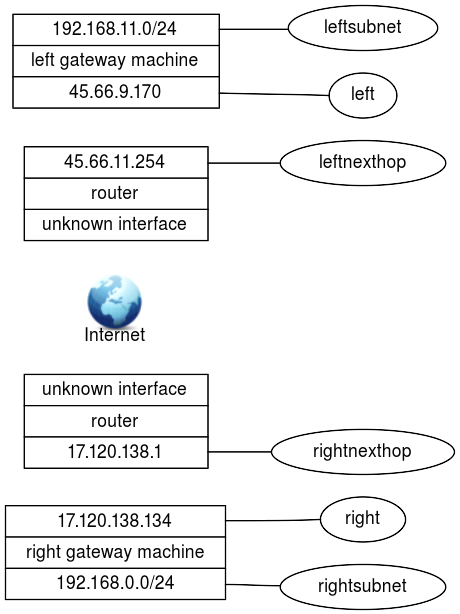 192.168.11.0/24
leftsubnet
left gateway machine
45.66.9.170
left
45.66.11.254
leftnexthop
router
unknown interface
Internet
unknown interface
router
17.120.138.1
rightnexthop
17.120.138.134
right
right gateway machine
192.168.0.0/24
rightsubnet